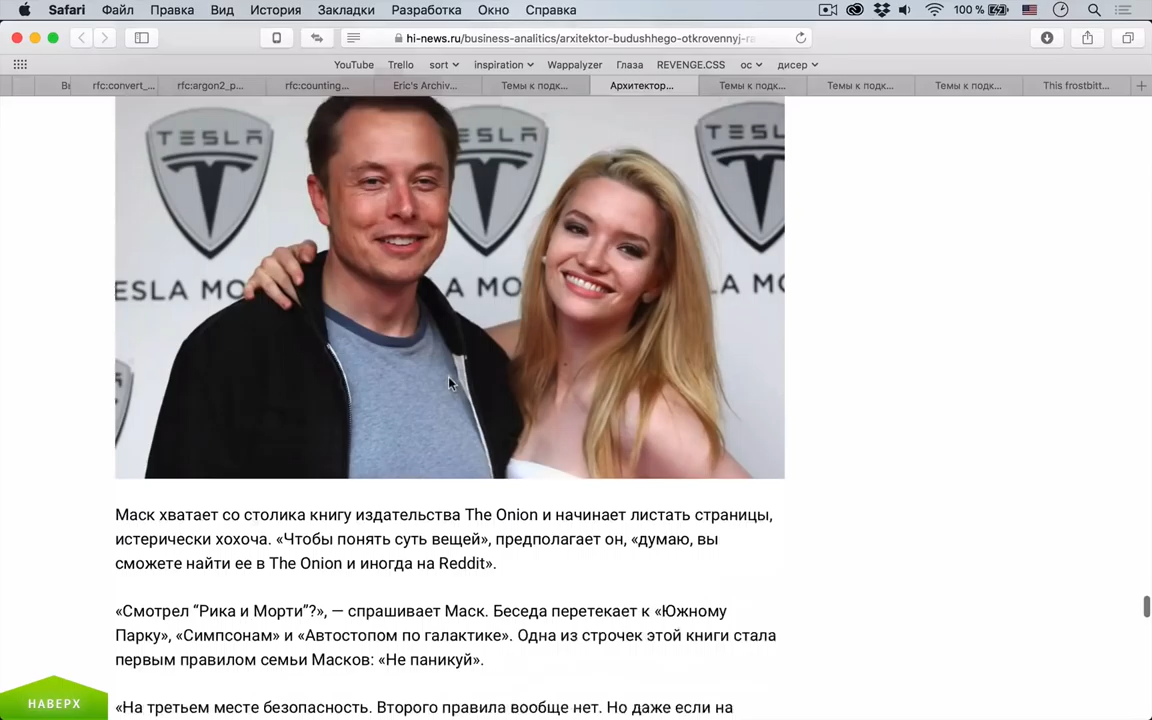 Safari Файл Правка Вид История Закладки Разработка Окно Справка 100 %
hi-news.ru/business-analitics/arxitektor-budushhego-otkrovennyj-ra
YouTube Trello sort inspiration Wappalyzer Глаза REVENGE.CSS ос дисер
rfc:convert_... rfc:argon2_p... rfc:counting... Eric's Archiv... Темы к подк... Архитектор... Темы к подк... Темы к подк... Темы к подк... This frostbitt...
TESLA TESLA TESLA
ESLA MO LA MO LA MO
Маск хватает со столика книгу издательства The Onion и начинает листать страницы,
истерически хохоча. «Чтобы понять суть вещей», предполагает он, «думаю, вы
сможете найти ее в The Onion и иногда на Reddit».
«Смотрел “Рика и Морти”?», — спрашивает Маск. Беседа перетекает к «Южному
Парку», «Симпсонам» и «Автостопом по галактике». Одна из строчек этой книги стала
первым правилом семьи Масков: «Не паникуй».
«На третьем месте безопасность. Второго правила вообще нет. Но даже если на
НАВЕРХ